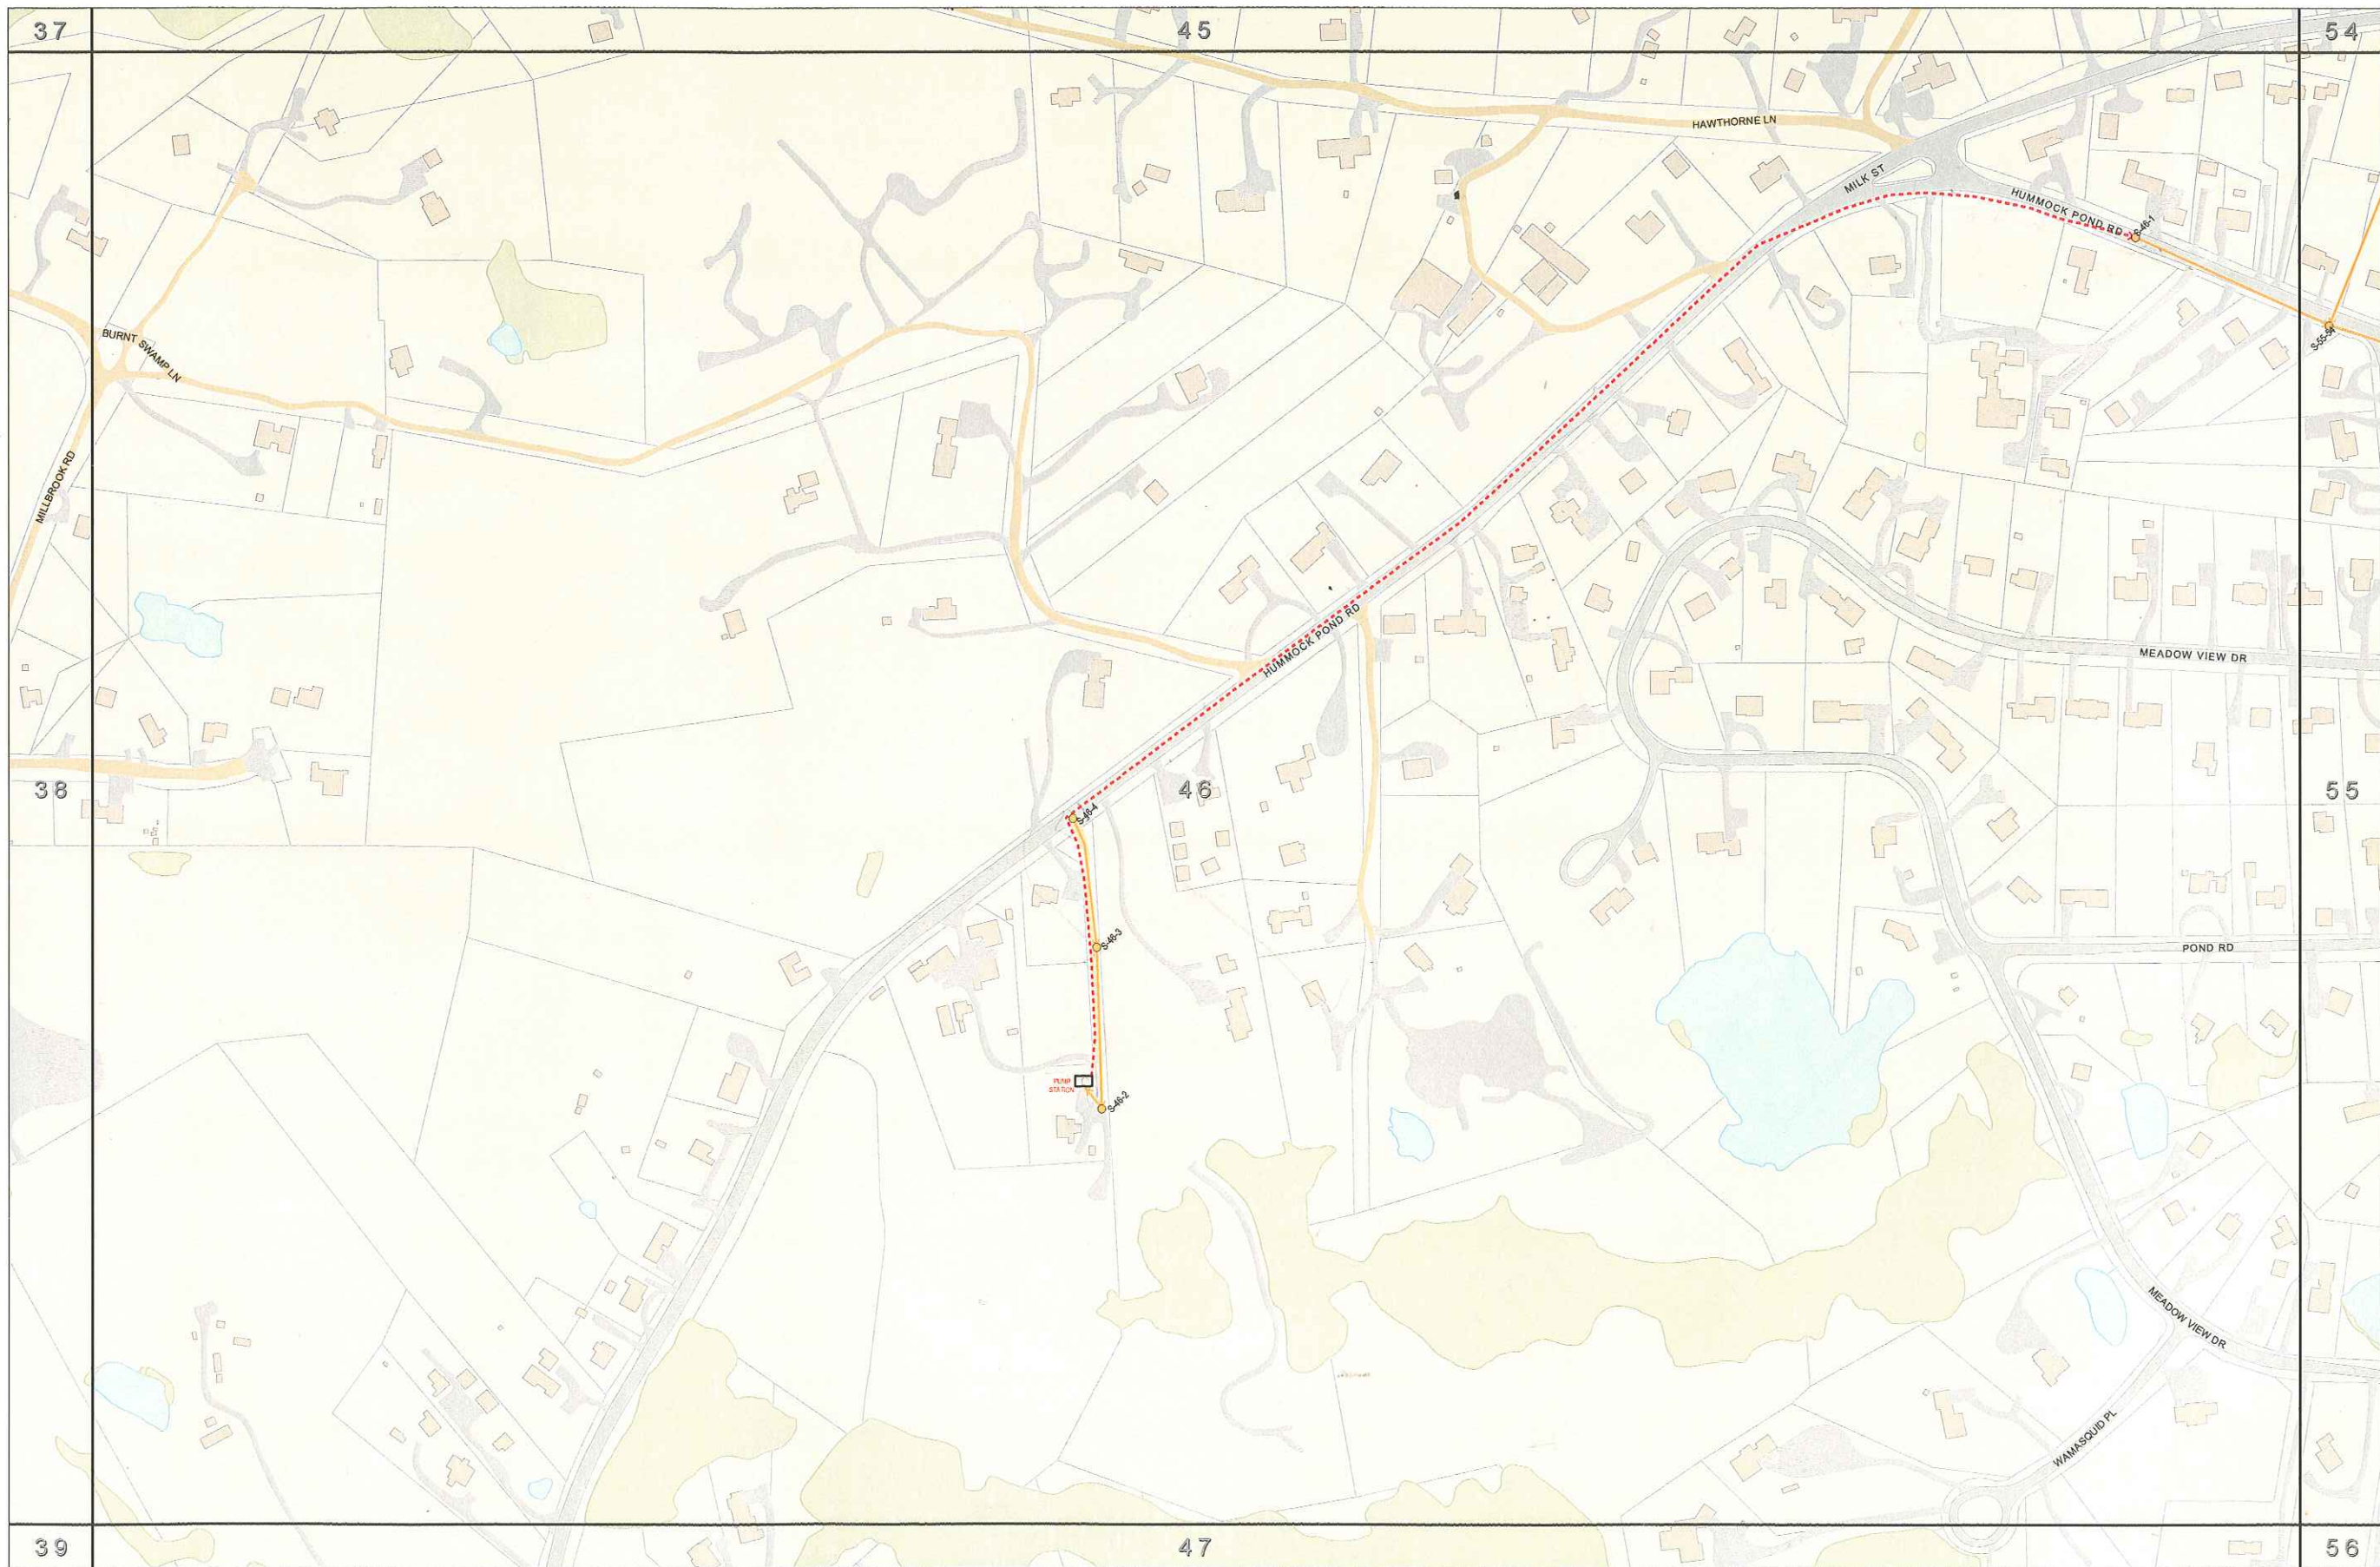 37
45
54
HAWTHORNE LN
MILK ST
HUMMOCK POND RD
S-46-1
BURNT SWAMP LN
S-55-54
MILLBROOK RD
HUMMOCK POND RD
MEADOW VIEW DR
38
46
55
S-46-4
S-46-3
POND RD
PUMP
STATION
S-46-2
MEADOW VIEW DR
WAMASQUID PL
39
47
56